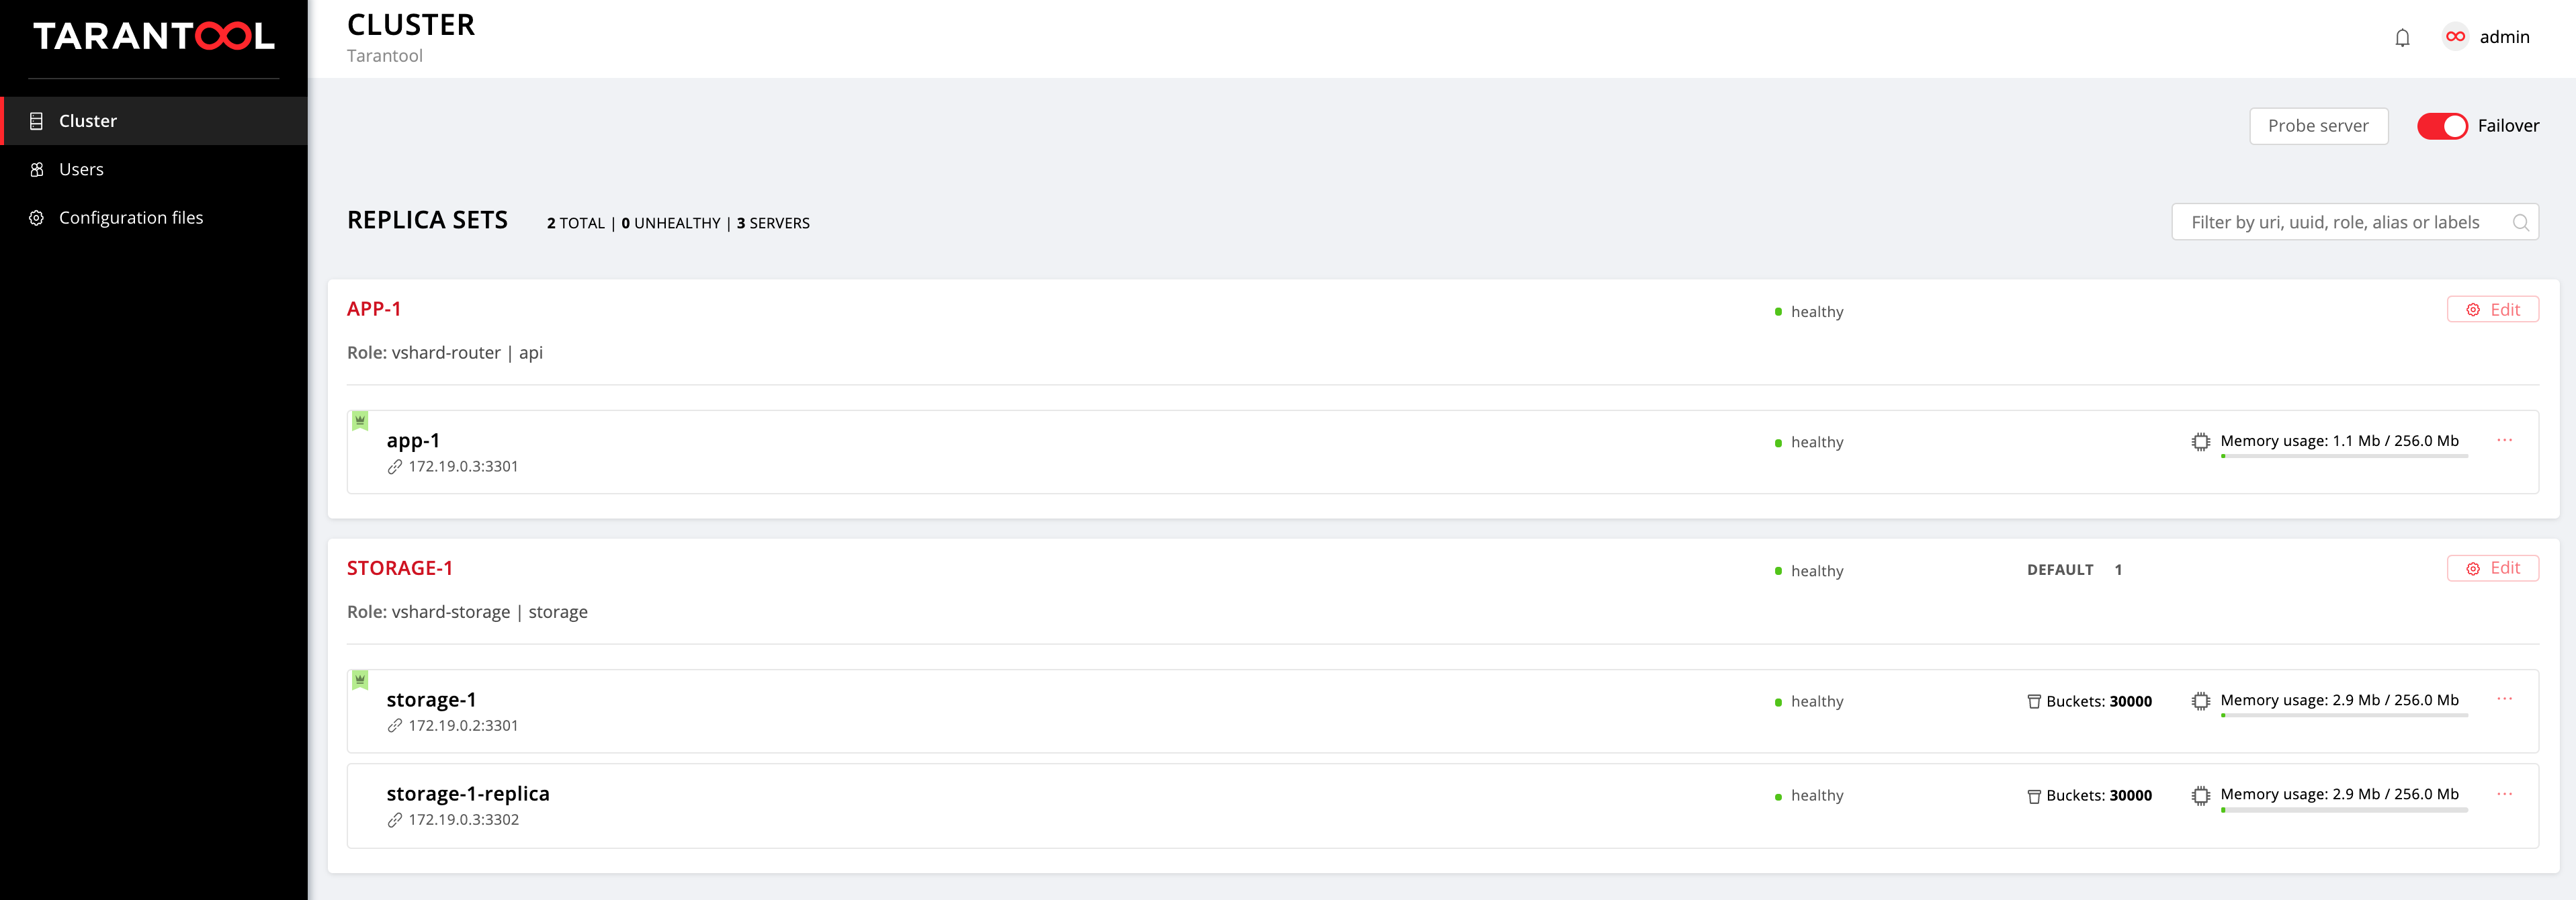 TARANTOOL
Cluster
Users
Configuration files
CLUSTER
Tarantool
admin
Probe server
Failover
REPLICA SETS 2 TOTAL | 0 UNHEALTHY | 3 SERVERS
Filter by uri, uuid, role, alias or labels
APP-1 healthy Edit
Role: vshard-router | api
app-1 healthy Memory usage: 1.1 Mb / 256.0 Mb ···
172.19.0.3:3301
STORAGE-1 healthy DEFAULT 1 Edit
Role: vshard-storage | storage
storage-1 healthy Buckets: 30000 Memory usage: 2.9 Mb / 256.0 Mb ···
172.19.0.2:3301
storage-1-replica healthy Buckets: 30000 Memory usage: 2.9 Mb / 256.0 Mb ···
172.19.0.3:3302